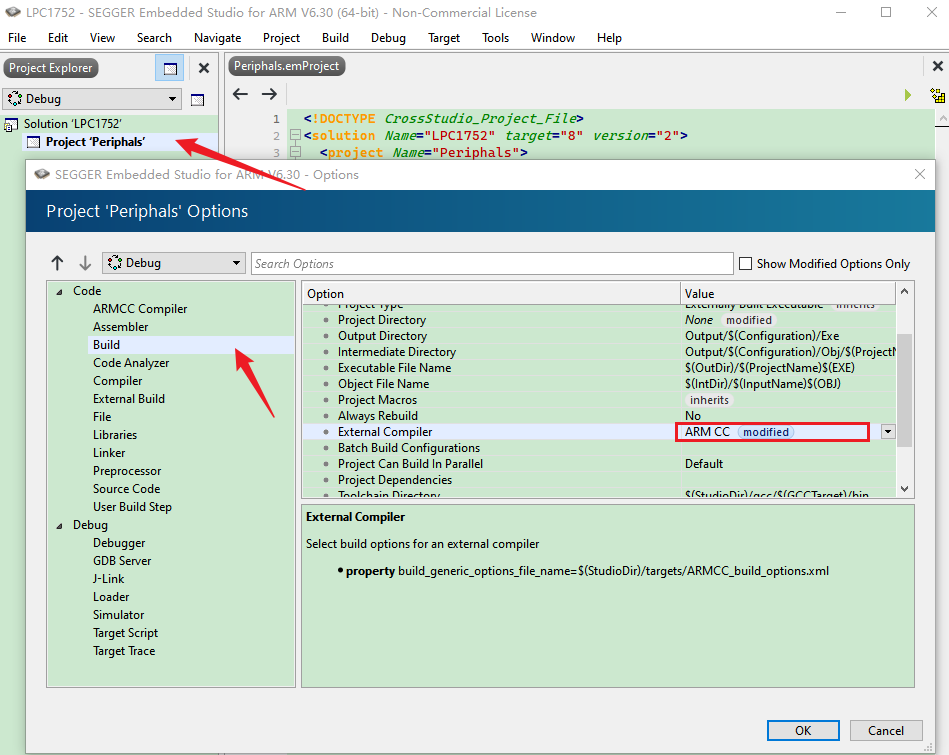 LPC1752 - SEGGER Embedded Studio for ARM V6.30 (64-bit) - Non-Commercial License
File Edit View Search Navigate Project Build Debug Target Tools Window Help
Project Explorer
Debug
Solution 'LPC1752'
Project 'Periphals'
Periphals.emProject
1 <!DOCTYPE CrossStudio_Project_File>
2 <solution Name="LPC1752" target="8" version="2">
3 <project Name="Periphals">
SEGGER Embedded Studio for ARM V6.30 - Options
Project 'Periphals' Options
Debug
Search Options
Show Modified Options Only
Code
ARMCC Compiler
Assembler
Build
Code Analyzer
Compiler
External Build
File
Libraries
Linker
Preprocessor
Source Code
User Build Step
Debug
Debugger
GDB Server
J-Link
Loader
Simulator
Target Script
Target Trace
Option Value
Project Type Externally Built Executable inherits
Project Directory None modified
Output Directory Output/$(Configuration)/Exe
Intermediate Directory Output/$(Configuration)/Obj/$(ProjectN
Executable File Name $(OutDir)/$(ProjectName)$(EXE)
Object File Name $(IntDir)/$(InputName)$(OBJ)
Project Macros inherits
Always Rebuild No
External Compiler ARM CC modified
Batch Build Configurations
Project Can Build In Parallel Default
Project Dependencies
Toolchain Directory $(StudioDir)/gcc/$(GCCTarget)/bin
External Compiler
Select build options for an external compiler
• property build_generic_options_file_name=$(StudioDir)/targets/ARMCC_build_options.xml
OK Cancel